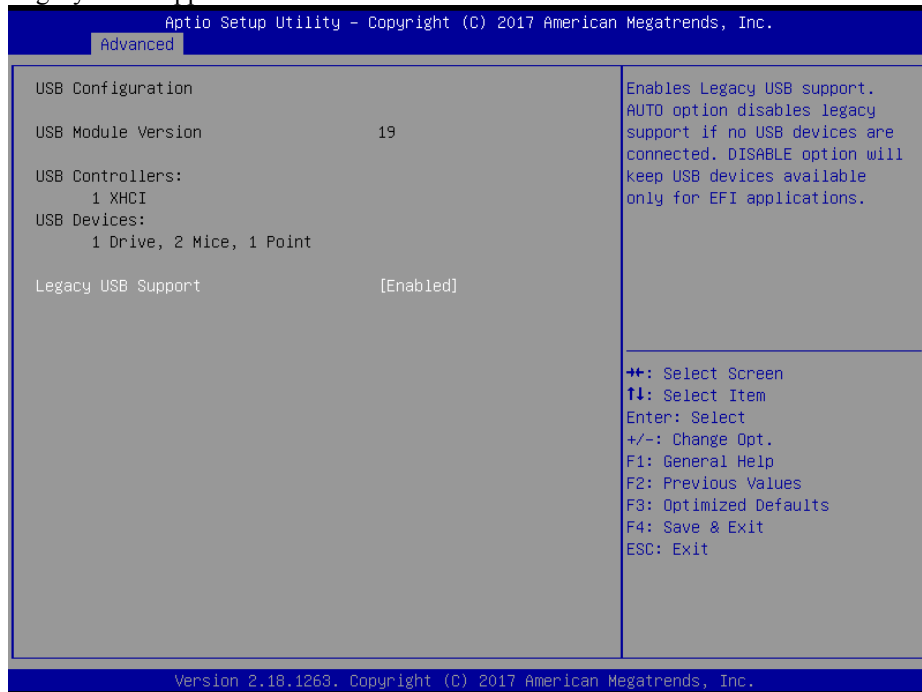 Aptio Setup Utility – Copyright (C) 2017 American Megatrends, Inc.
Advanced
USB Configuration
USB Module Version 19
USB Controllers:
1 XHCI
USB Devices:
1 Drive, 2 Mice, 1 Point
Legacy USB Support [Enabled]
Enables Legacy USB support.
AUTO option disables legacy
support if no USB devices are
connected. DISABLE option will
keep USB devices available
only for EFI applications.
→←: Select Screen
↑↓: Select Item
Enter: Select
+/-: Change Opt.
F1: General Help
F2: Previous Values
F3: Optimized Defaults
F4: Save & Exit
ESC: Exit
Version 2.18.1263. Copyright (C) 2017 American Megatrends, Inc.